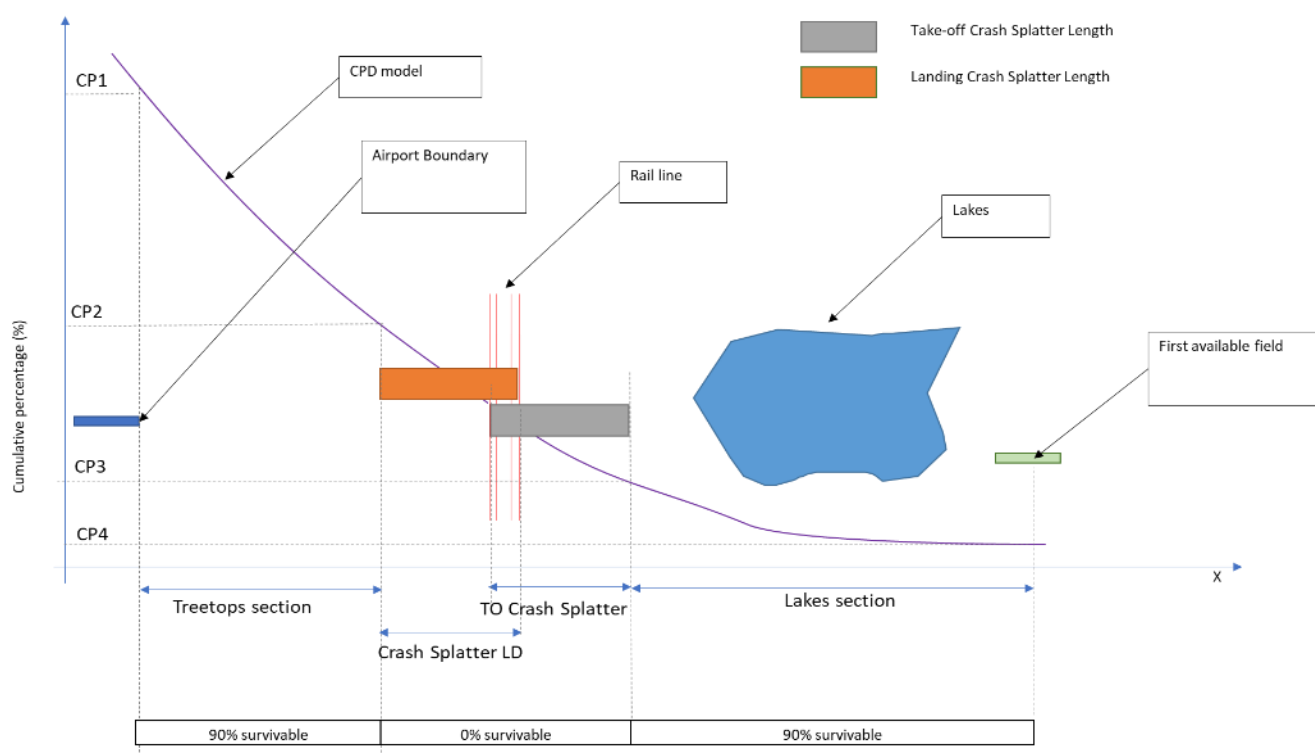 Take-off Crash Splatter Length
CP1
CPD model
Landing Crash Splatter Length
Airport Boundary
Rail line
Lakes
CP2
First available field
Cumulative percentage (%)
CP3
CP4
X
Treetops section
TO Crash Splatter
Lakes section
Crash Splatter LD
90% survivable
0% survivable
90% survivable